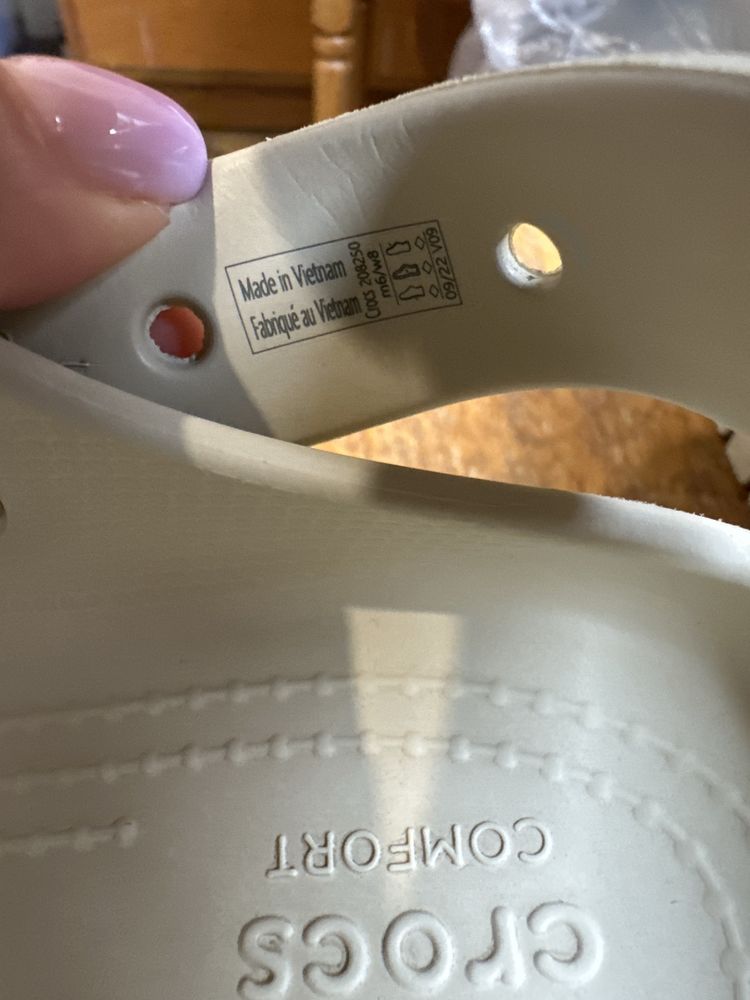 Made in Vietnam
Fabriqué au Vietnam
Crocs 208250
m6/w8
09/22 V09
crocs
COMFORT